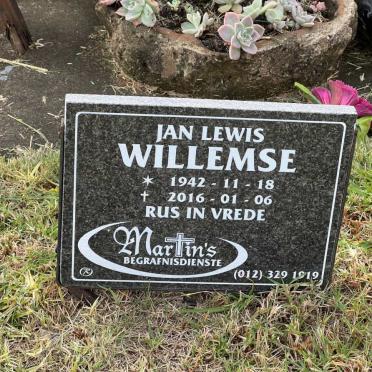 JAN LEWIS
WILLEMSE
* 1942 - 11 - 18
† 2016 - 01 - 06
RUS IN VREDE
Martin's
BEGRAFNISDIENSTE
(012) 329 1919